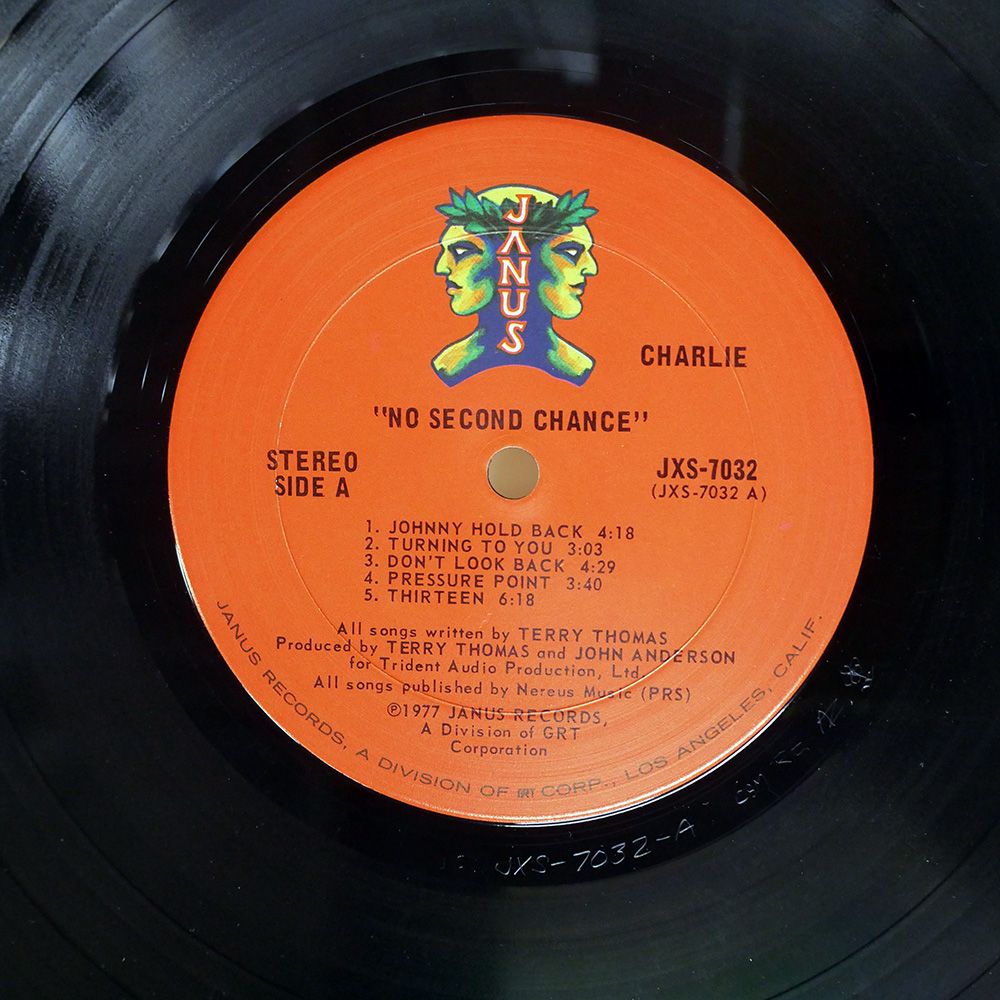 JANUS
CHARLIE
"NO SECOND CHANCE"
STEREO
SIDE A
JXS-7032
(JXS-7032 A)
1. JOHNNY HOLD BACK 4:18
2. TURNING TO YOU 3:03
3. DON'T LOOK BACK 4:29
4. PRESSURE POINT 3:40
5. THIRTEEN 6:18
All songs written by TERRY THOMAS
Produced by TERRY THOMAS and JOHN ANDERSON
for Trident Audio Production, Ltd.
All songs published by Nereus Music (PRS)
℗1977 JANUS RECORDS,
A Division of GRT
Corporation
JANUS RECORDS, A DIVISION OF GRT CORP., LOS ANGELES, CALIF.
JXS-7032-A